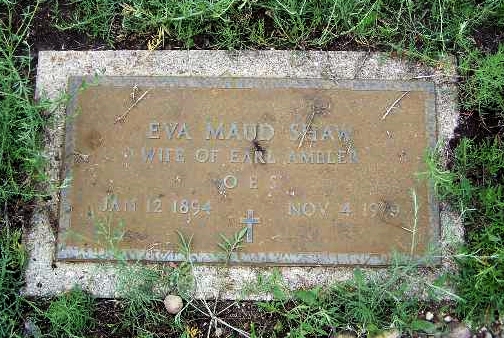 EVA MAUD SHAW
WIFE OF EARL AMBLER
O E S
JAN 12 1894 NOV 4